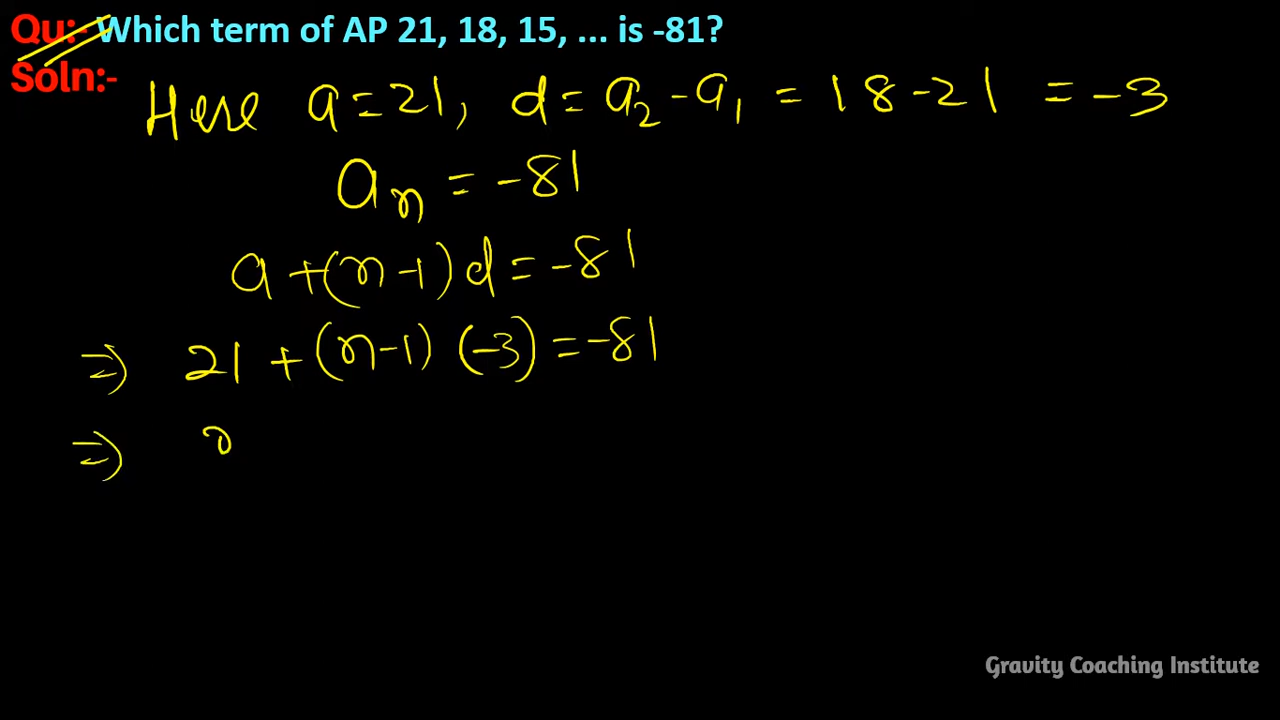 Qu:- Which term of AP 21, 18, 15, ... is -81?
Soln:-
Here a = 21, d = a₂ - a₁ = 18 - 21 = -3
aₙ = -81
a + (n-1) d = -81
⇒ 21 + (n-1) (-3) = -81
⇒
Gravity Coaching Institute